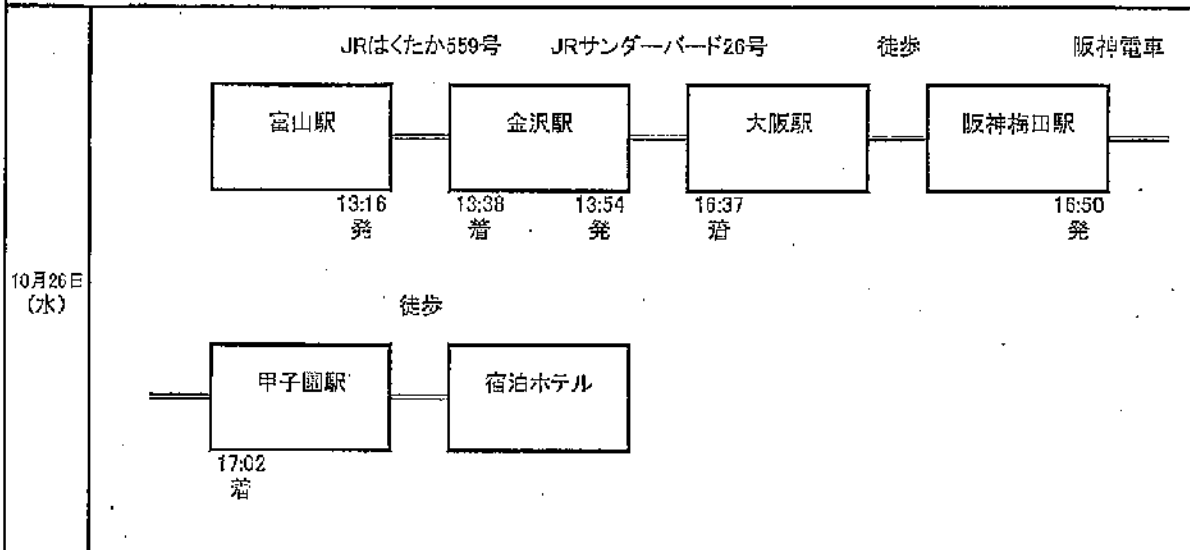 JRはくたか559号 JRサンダーバード26号 徒歩 阪神電車
富山駅 金沢駅 大阪駅 阪神梅田駅
13:16 13:38 13:54 16:37 16:50
発 着 発 着 発
10月26日
(水)
徒歩
甲子園駅 宿泊ホテル
17:02
着